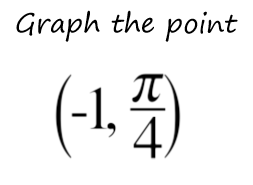 Graph the point
(-1, π/4)